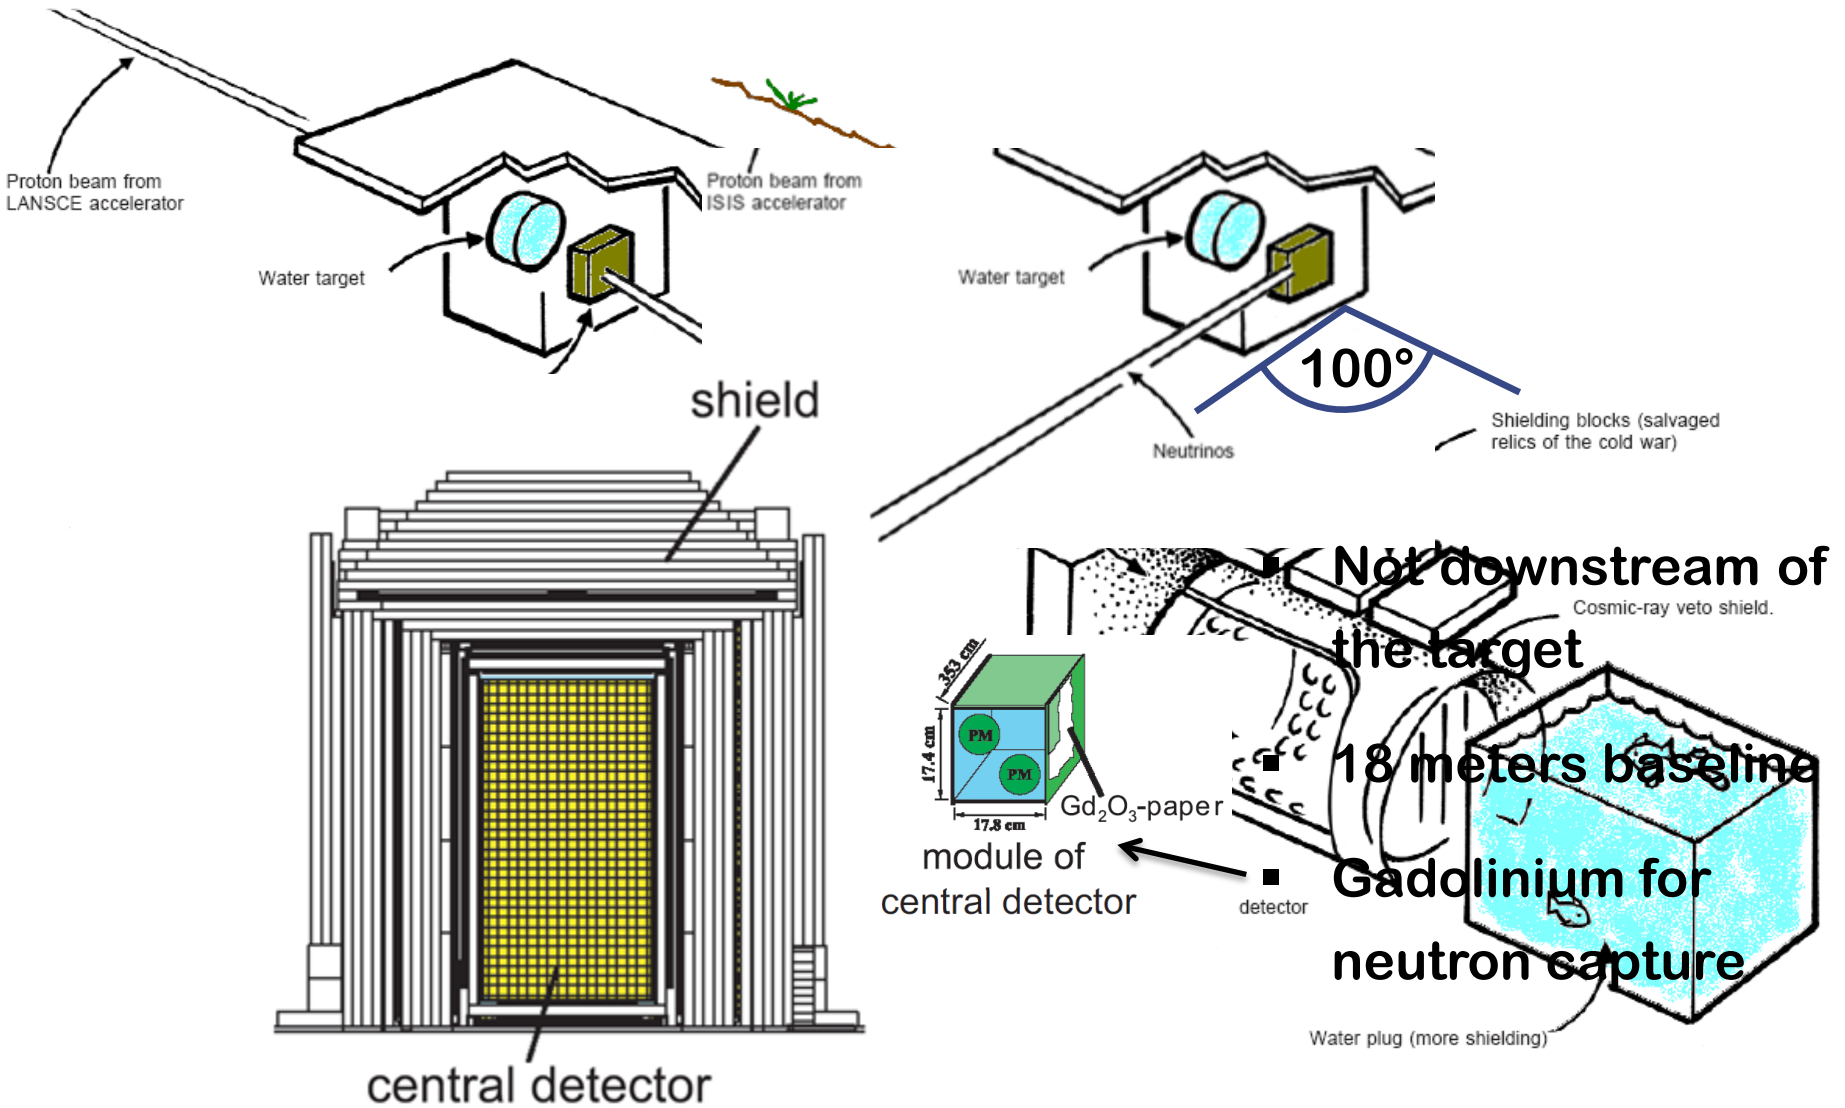 Proton beam from
LANSCE accelerator
Water target
Proton beam from
ISIS accelerator
Water target
100°
Neutrinos
Shielding blocks (salvaged
relics of the cold war)
shield
▪ Not downstream of
the target
Cosmic-ray veto shield.
▪ 18 meters baseline
▪ Gadolinium for
neutron capture
353 cm
17.4 cm
PM
PM
17.8 cm
Gd₂O₃-paper
module of
central detector
detector
Water plug (more shielding)
central detector